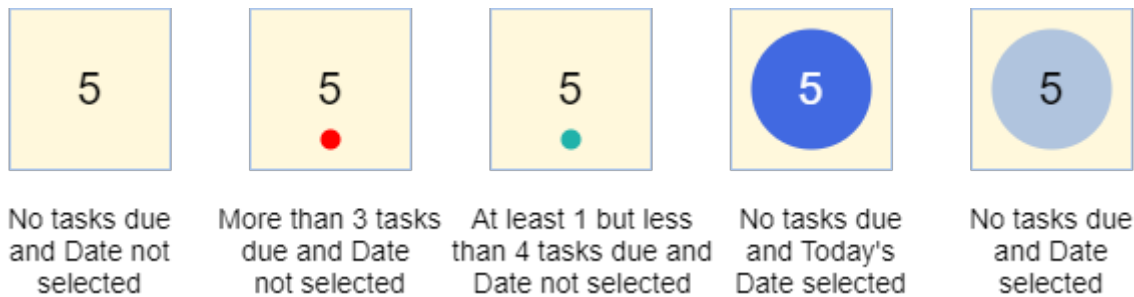 5
5
5
5
5
No tasks due
and Date not
selected
More than 3 tasks
due and Date
not selected
At least 1 but less
than 4 tasks due and
Date not selected
No tasks due
and Today's
Date selected
No tasks due
and Date
selected